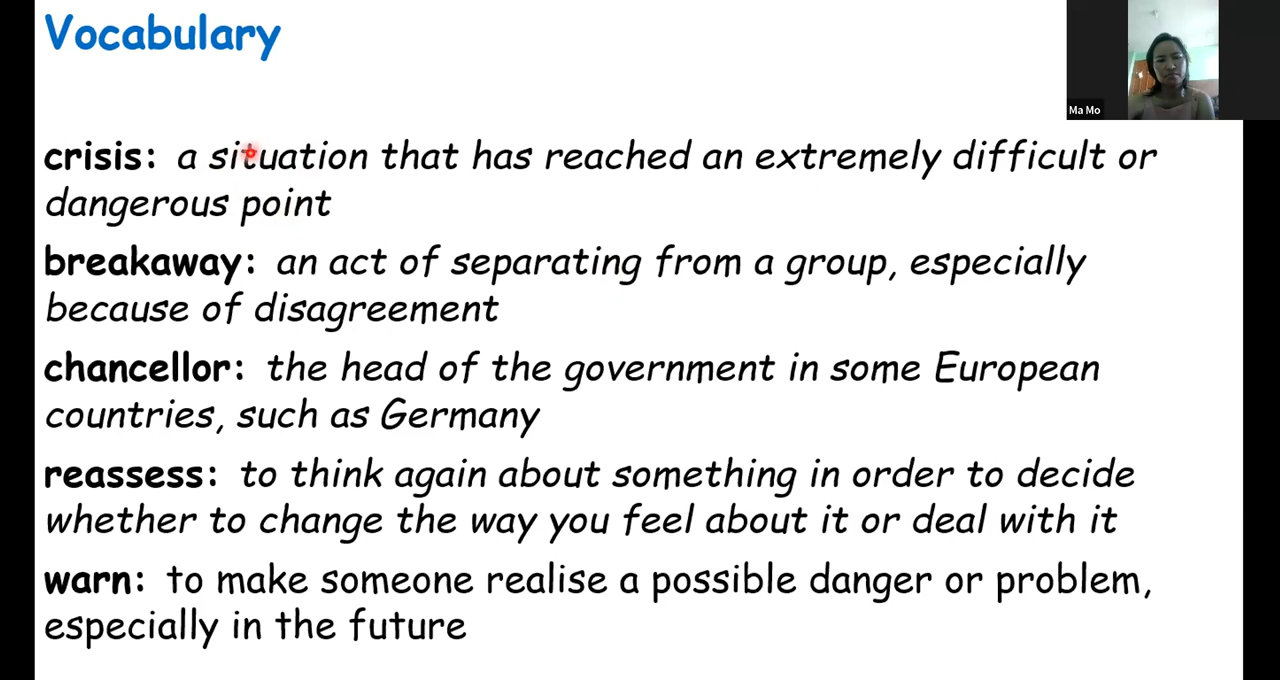 Vocabulary
Ma Mo
crisis: a situation that has reached an extremely difficult or
dangerous point
breakaway: an act of separating from a group, especially
because of disagreement
chancellor: the head of the government in some European
countries, such as Germany
reassess: to think again about something in order to decide
whether to change the way you feel about it or deal with it
warn: to make someone realise a possible danger or problem,
especially in the future